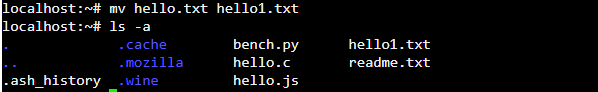 localhost:~# mv hello.txt hello1.txt
localhost:~# ls -a
. .cache bench.py hello1.txt
.. .mozilla hello.c readme.txt
.ash_history .wine hello.js